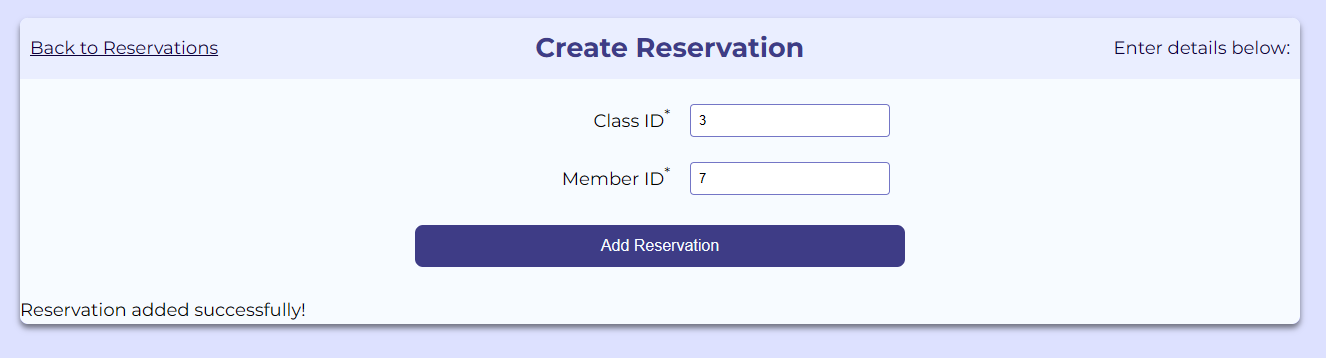 Back to Reservations
Create Reservation
Enter details below:
Class ID*
3
Member ID*
7
Add Reservation
Reservation added successfully!